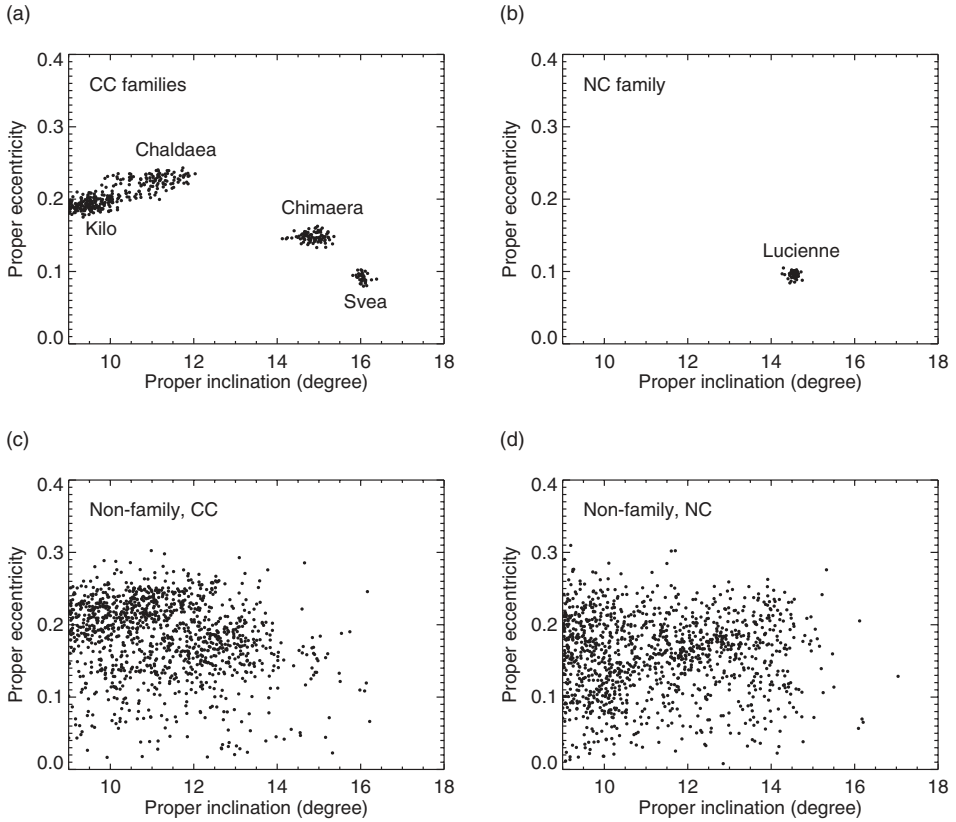 (a)
CC families
Chaldaea
Kilo
Chimaera
Svea
0.4
0.3
0.2
0.1
0.0
Proper eccentricity
10 12 14 16 18
Proper inclination (degree)
(b)
NC family
Lucienne
0.4
0.3
0.2
0.1
0.0
Proper eccentricity
10 12 14 16 18
Proper inclination (degree)
(c)
Non-family, CC
0.4
0.3
0.2
0.1
0.0
Proper eccentricity
10 12 14 16 18
Proper inclination (degree)
(d)
Non-family, NC
0.4
0.3
0.2
0.1
0.0
Proper eccentricity
10 12 14 16 18
Proper inclination (degree)